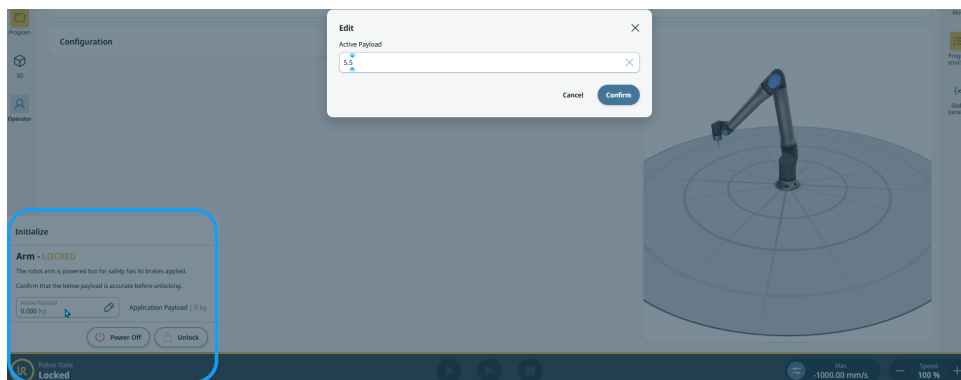 Program
3D
Operator
Configuration
Edit
Active Payload
5.5
Cancel
Confirm
Initialize
Arm - LOCKED
The robot arm is powered but for safety has its brakes applied.
Confirm that the below payload is accurate before unlocking.
Active Payload
0.000 kg
Application Payload | 0 kg
Power Off
Unlock
Robot State
Locked
Max
-1000.00 mm/s
Speed
100 %